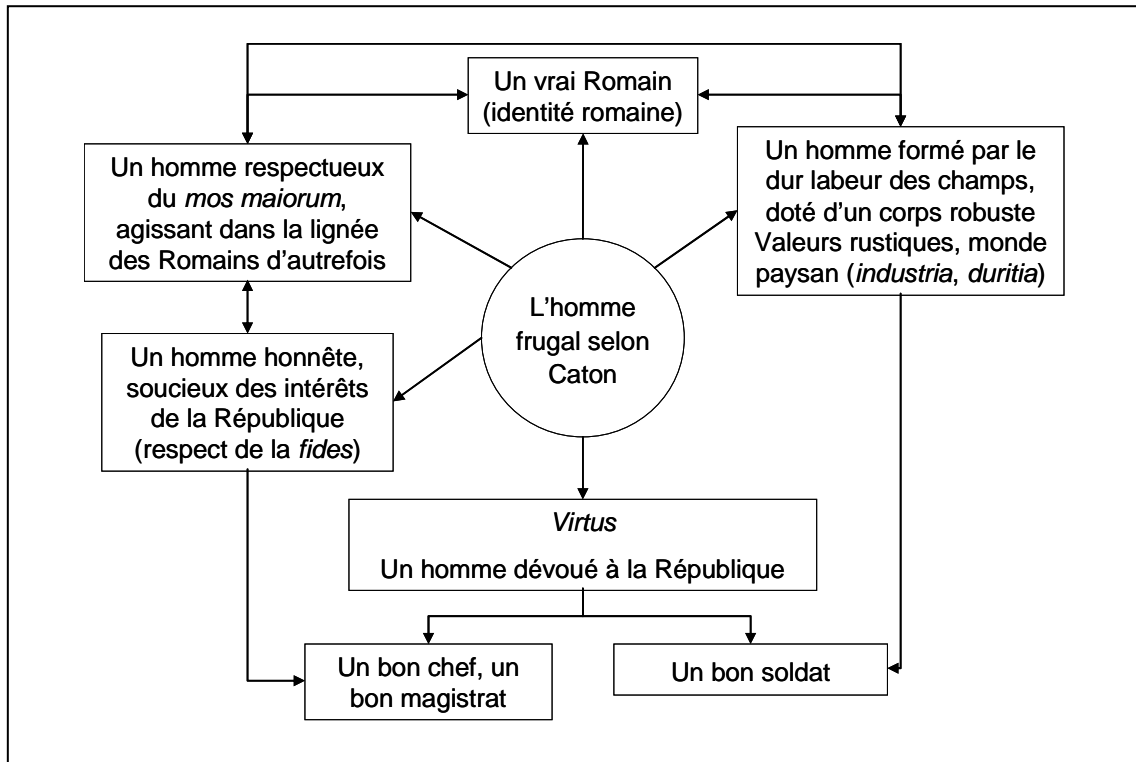 Un vrai Romain
(identité romaine)
Un homme respectueux
du mos maiorum,
agissant dans la lignée
des Romains d'autrefois
Un homme formé par le
dur labeur des champs,
doté d'un corps robuste
Valeurs rustiques, monde
paysan (industria, duritia)
L'homme
frugal selon
Caton
Un homme honnête,
soucieux des intérêts
de la République
(respect de la fides)
Virtus
Un homme dévoué à la République
Un bon chef, un
bon magistrat
Un bon soldat